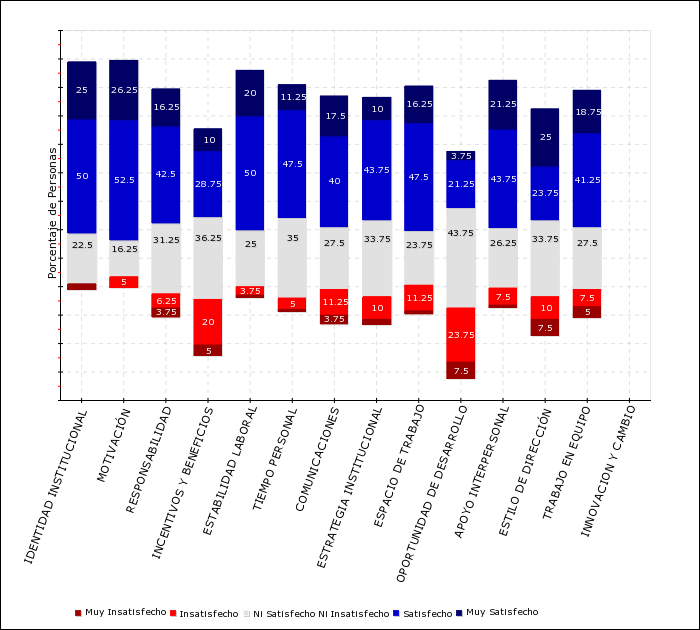 Porcentaje de Personas
25 26.25 16.25 10 20 11.25 17.5 10 16.25 3.75 21.25 25 18.75
50 52.5 42.5 28.75 50 47.5 40 43.75 47.5 21.25 43.75 23.75 41.25
22.5 16.25 31.25 36.25 25 35 27.5 33.75 23.75 43.75 26.25 33.75 27.5
5 6.25 20 3.75 5 11.25 10 11.25 23.75 7.5 10 7.5
3.75 5 3.75 7.5 7.5 5
IDENTIDAD INSTITUCIONAL
MOTIVACIÓN
RESPONSABILIDAD
INCENTIVOS Y BENEFICIOS
ESTABILIDAD LABORAL
TIEMPO PERSONAL
COMUNICACIONES
ESTRATEGIA INSTITUCIONAL
ESPACIO DE TRABAJO
OPORTUNIDAD DE DESARROLLO
APOYO INTERPERSONAL
ESTILO DE DIRECCIÓN
TRABAJO EN EQUIPO
INNOVACION Y CAMBIO
Muy Insatisfecho Insatisfecho Ni Satisfecho Ni Insatisfecho Satisfecho Muy Satisfecho